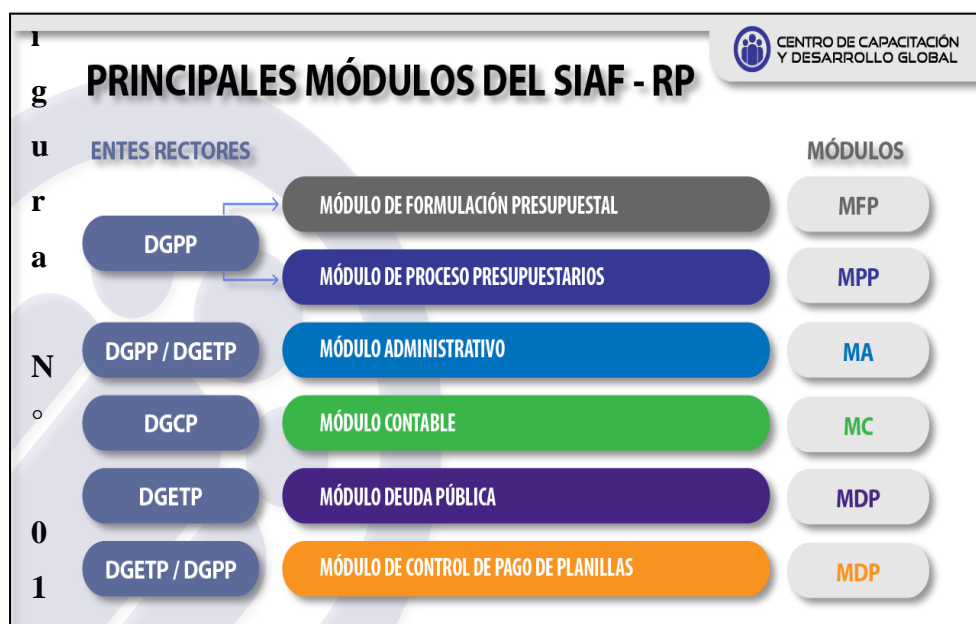 CENTRO DE CAPACITACIÓN
Y DESARROLLO GLOBAL
PRINCIPALES MÓDULOS DEL SIAF - RP
ENTES RECTORES
MÓDULOS
DGPP
MÓDULO DE FORMULACIÓN PRESUPUESTAL
MFP
MÓDULO DE PROCESO PRESUPUESTARIOS
MPP
DGPP / DGETP
MÓDULO ADMINISTRATIVO
MA
DGCP
MÓDULO CONTABLE
MC
DGETP
MÓDULO DEUDA PÚBLICA
MDP
DGETP / DGPP
MÓDULO DE CONTROL DE PAGO DE PLANILLAS
MDP
i
g
u
r
a
N
°
0
1